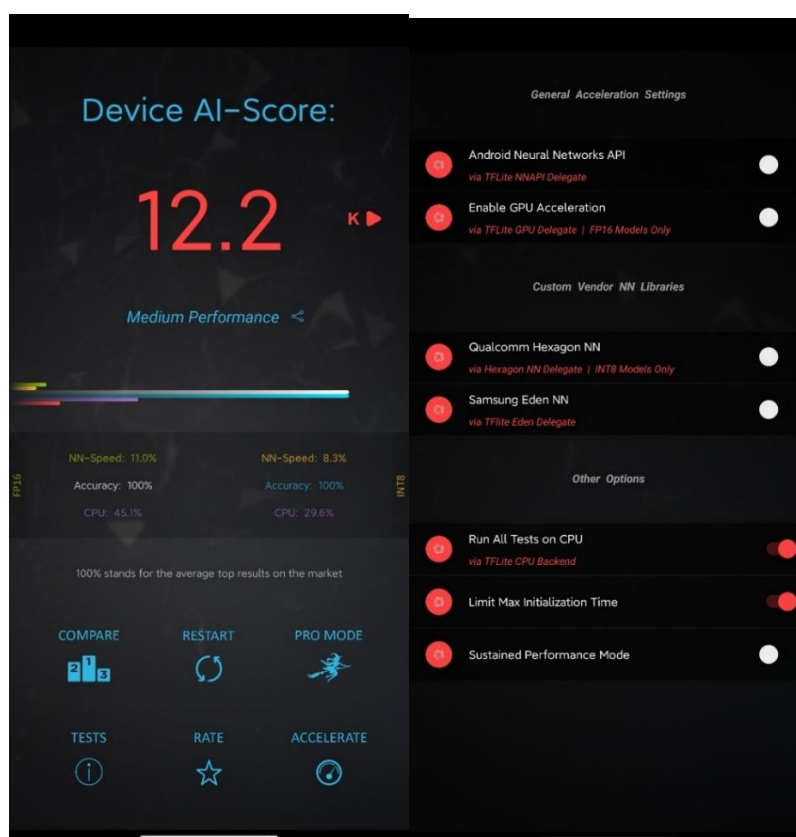 Device AI-Score:
12.2
K
Medium Performance
FP16
NN-Speed: 11.0%
NN-Speed: 8.3%
Accuracy: 100%
Accuracy: 100%
CPU: 45.1%
CPU: 29.6%
INT8
100% stands for the average top results on the market
COMPARE
RESTART
PRO MODE
2 1 3
TESTS
RATE
ACCELERATE
General Acceleration Settings
Android Neural Networks API
via TFLite NNAPI Delegate
Enable GPU Acceleration
via TFLite GPU Delegate | FP16 Models Only
Custom Vendor NN Libraries
Qualcomm Hexagon NN
via Hexagon NN Delegate | INT8 Models Only
Samsung Eden NN
via TFlite Eden Delegate
Other Options
Run All Tests on CPU
via TFLite CPU Backend
Limit Max Initialization Time
Sustained Performance Mode